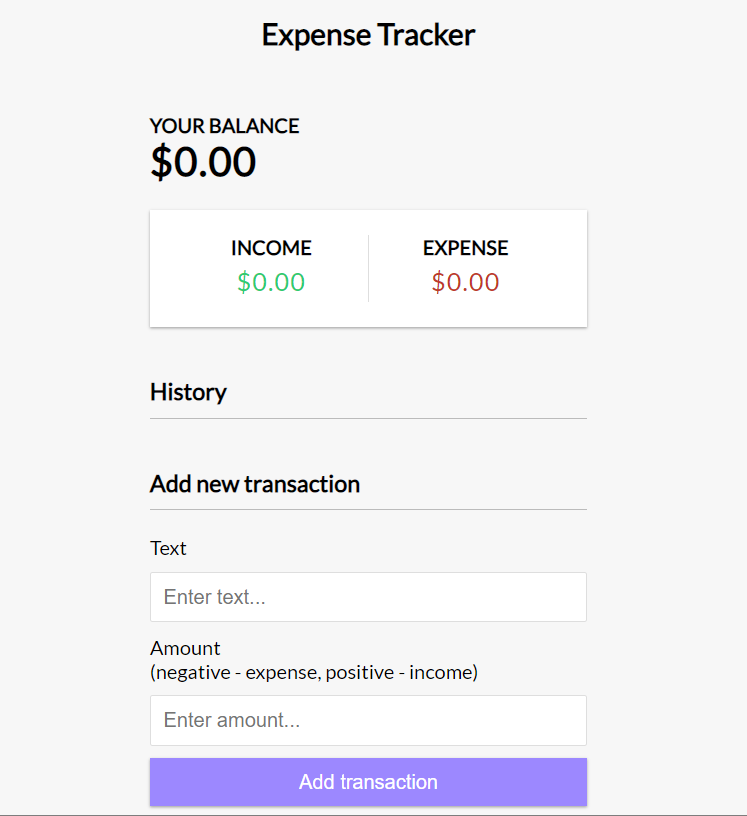 Expense Tracker
YOUR BALANCE
$0.00
INCOME
EXPENSE
$0.00
$0.00
History
Add new transaction
Text
Enter text...
Amount
(negative - expense, positive - income)
Enter amount...
Add transaction